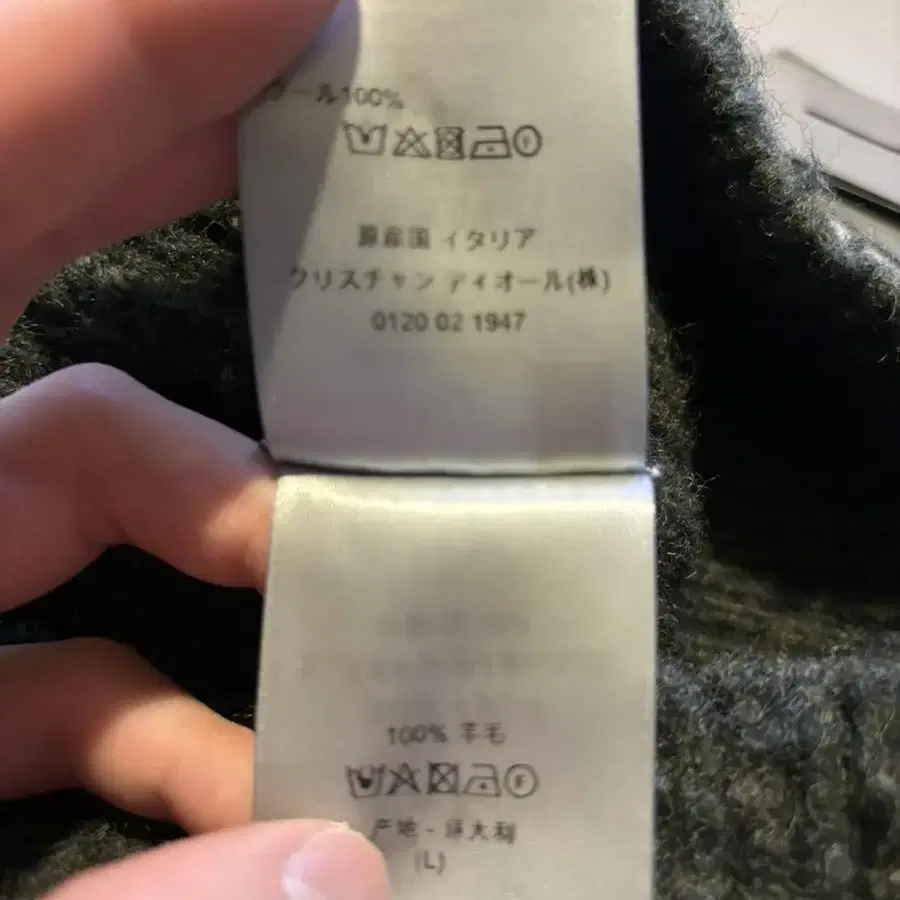 ウール100%
原産国 イタリア
クリスチャン ディオール(株)
0120 02 1947
100% 羊毛
产地 - 意大利
(L)